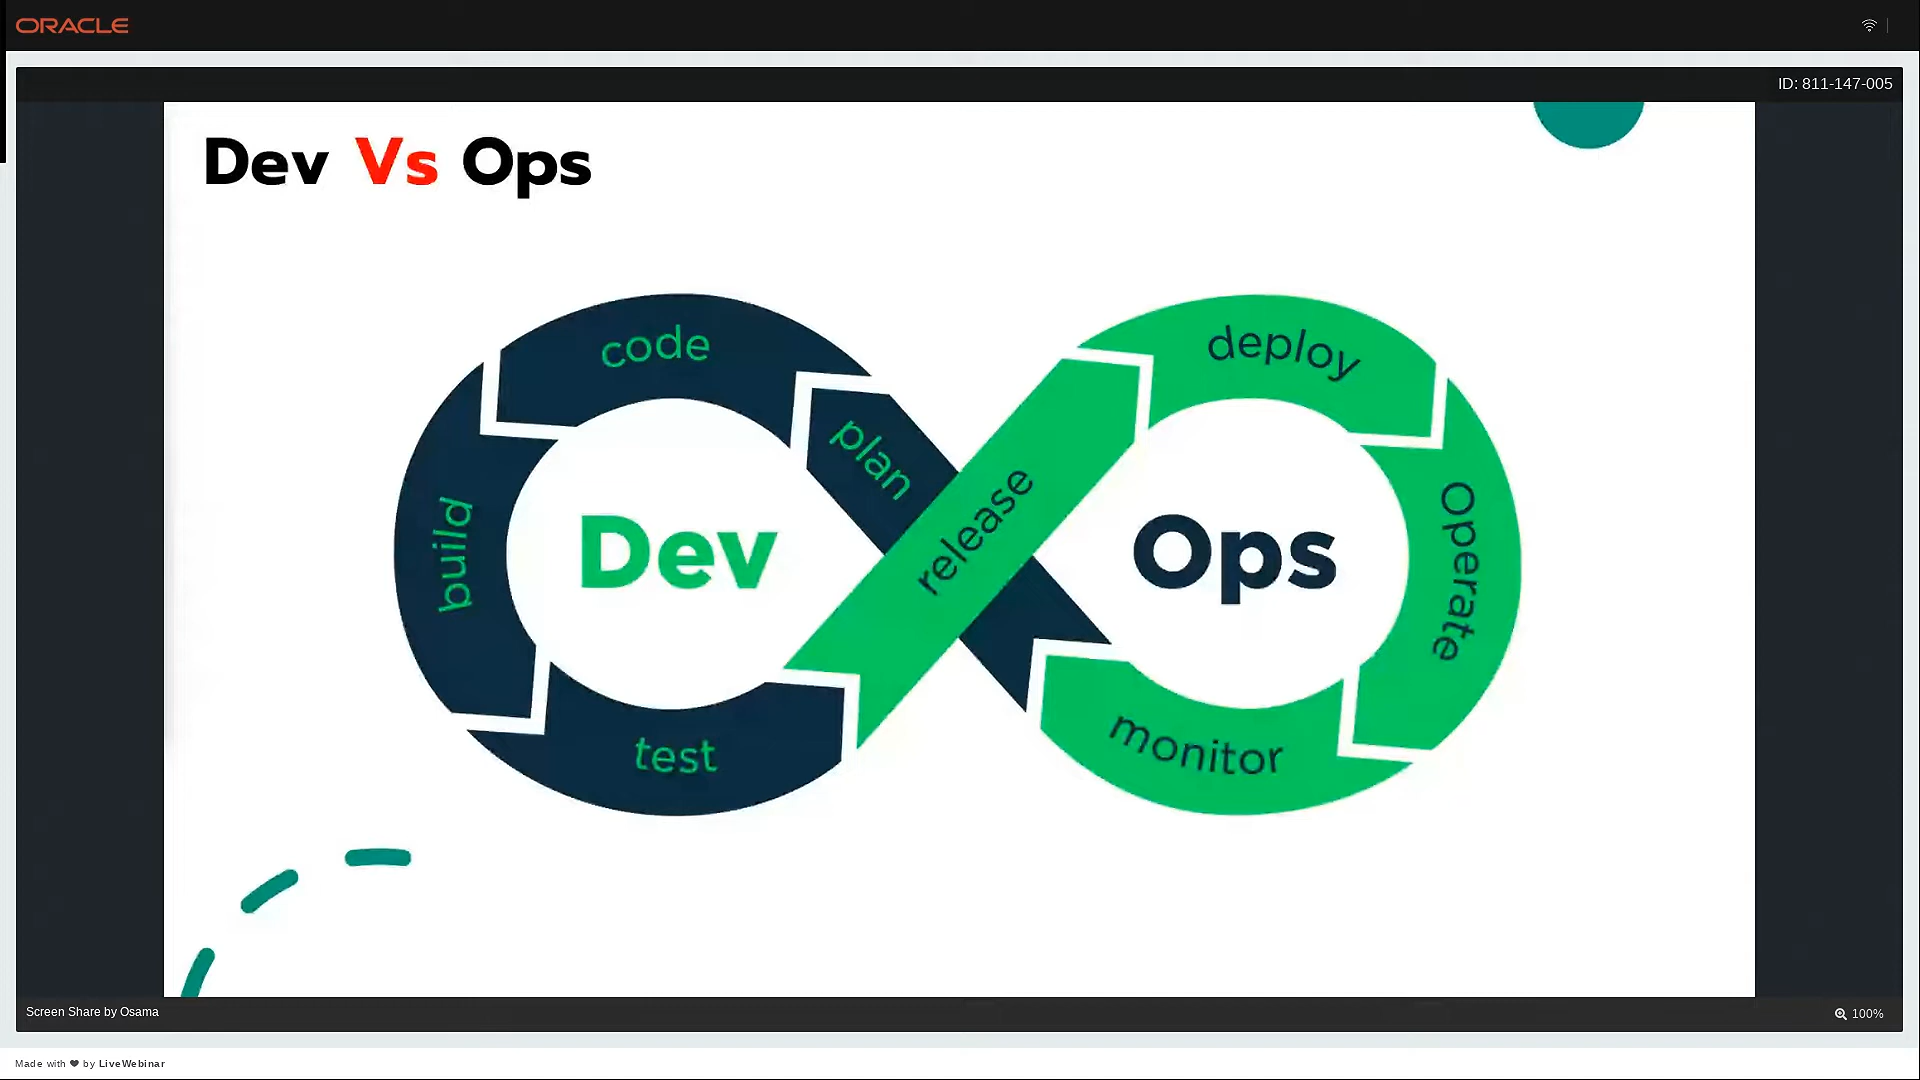 ORACLE
ID: 811-147-005
Dev Vs Ops
code
deploy
plan
release
build
Dev
Ops
Operate
test
monitor
Screen Share by Osama
100%
Made with ❤ by LiveWebinar